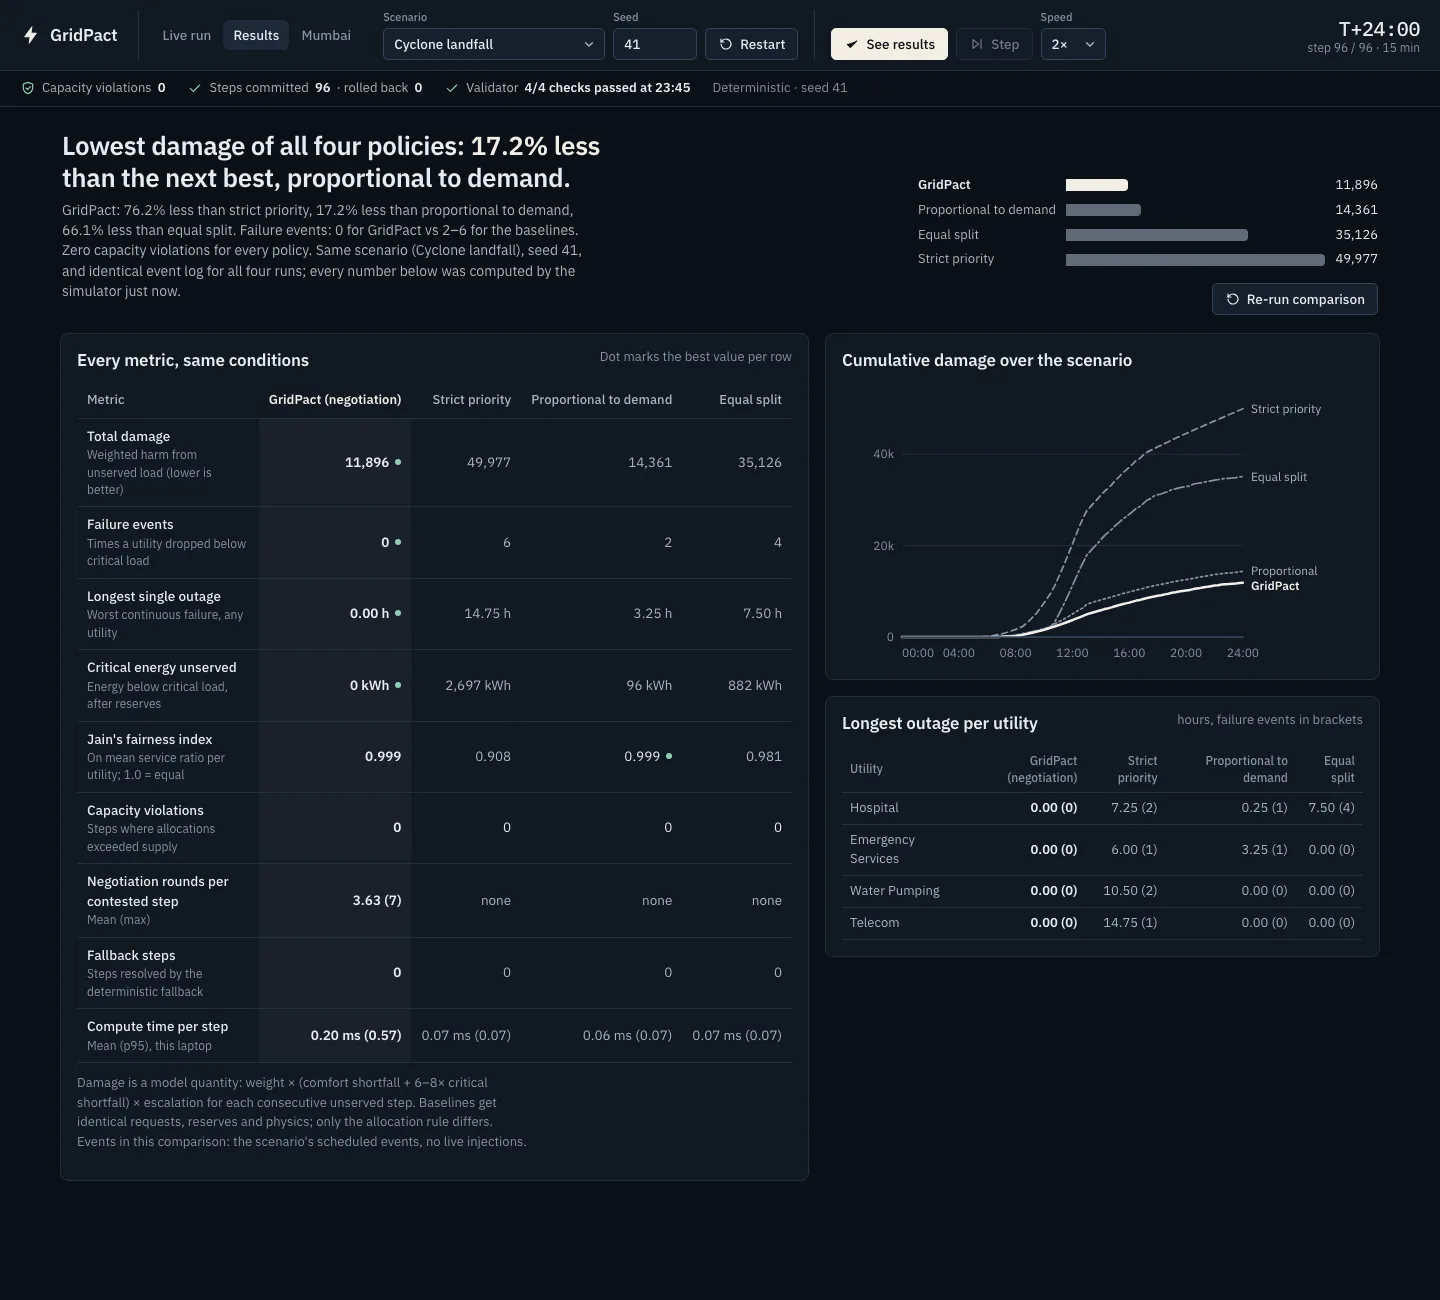 GridPact
Live run
Results
Mumbai
Scenario
Cyclone landfall
Seed
41
Restart
See results
Step
Speed
2×
T+24:00
step 96 / 96 · 15 min
Capacity violations 0
Steps committed 96 · rolled back 0
Validator 4/4 checks passed at 23:45
Deterministic · seed 41
Lowest damage of all four policies: 17.2% less
than the next best, proportional to demand.
GridPact: 76.2% less than strict priority, 17.2% less than proportional to demand,
66.1% less than equal split. Failure events: 0 for GridPact vs 2–6 for the baselines.
Zero capacity violations for every policy. Same scenario (Cyclone landfall), seed 41,
and identical event log for all four runs; every number below was computed by the
simulator just now.
GridPact 11,896
Proportional to demand 14,361
Equal split 35,126
Strict priority 49,977
Re-run comparison
Every metric, same conditions
Dot marks the best value per row
Metric GridPact (negotiation) Strict priority Proportional to demand Equal split
Total damage
Weighted harm from
unserved load (lower is
better)
11,896 49,977 14,361 35,126
Failure events
Times a utility dropped below
critical load
0 6 2 4
Longest single outage
Worst continuous failure, any
utility
0.00 h 14.75 h 3.25 h 7.50 h
Critical energy unserved
Energy below critical load,
after reserves
0 kWh 2,697 kWh 96 kWh 882 kWh
Jain's fairness index
On mean service ratio per
utility; 1.0 = equal
0.999 0.908 0.999 0.981
Capacity violations
Steps where allocations
exceeded supply
0 0 0 0
Negotiation rounds per
contested step
Mean (max)
3.63 (7) none none none
Fallback steps
Steps resolved by the
deterministic fallback
0 0 0 0
Compute time per step
Mean (p95), this laptop
0.20 ms (0.57) 0.07 ms (0.07) 0.06 ms (0.07) 0.07 ms (0.07)
Damage is a model quantity: weight × (comfort shortfall + 6–8× critical
shortfall) × escalation for each consecutive unserved step. Baselines get
identical requests, reserves and physics; only the allocation rule differs.
Events in this comparison: the scenario's scheduled events, no live injections.
Cumulative damage over the scenario
Strict priority
40k
Equal split
20k
Proportional
GridPact
0
00:00 04:00 08:00 12:00 16:00 20:00 24:00
Longest outage per utility
hours, failure events in brackets
Utility GridPact (negotiation) Strict priority Proportional to demand Equal split
Hospital 0.00 (0) 7.25 (2) 0.25 (1) 7.50 (4)
Emergency
Services
0.00 (0) 6.00 (1) 3.25 (1) 0.00 (0)
Water Pumping 0.00 (0) 10.50 (2) 0.00 (0) 0.00 (0)
Telecom 0.00 (0) 14.75 (1) 0.00 (0) 0.00 (0)